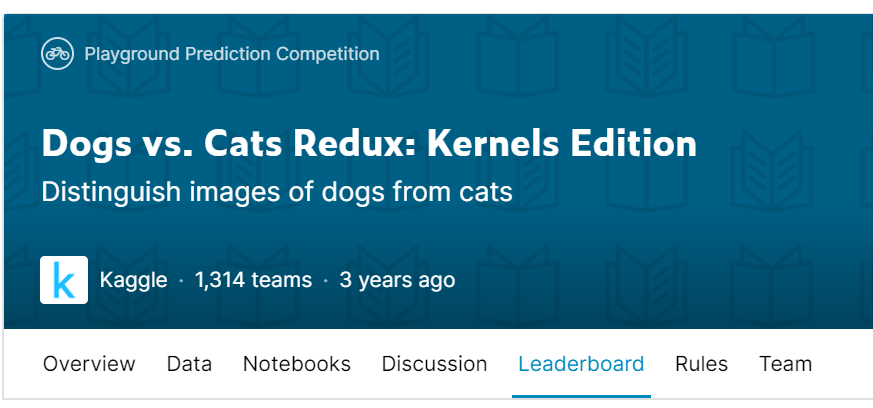 Playground Prediction Competition
Dogs vs. Cats Redux: Kernels Edition
Distinguish images of dogs from cats
k Kaggle · 1,314 teams · 3 years ago
Overview Data Notebooks Discussion Leaderboard Rules Team